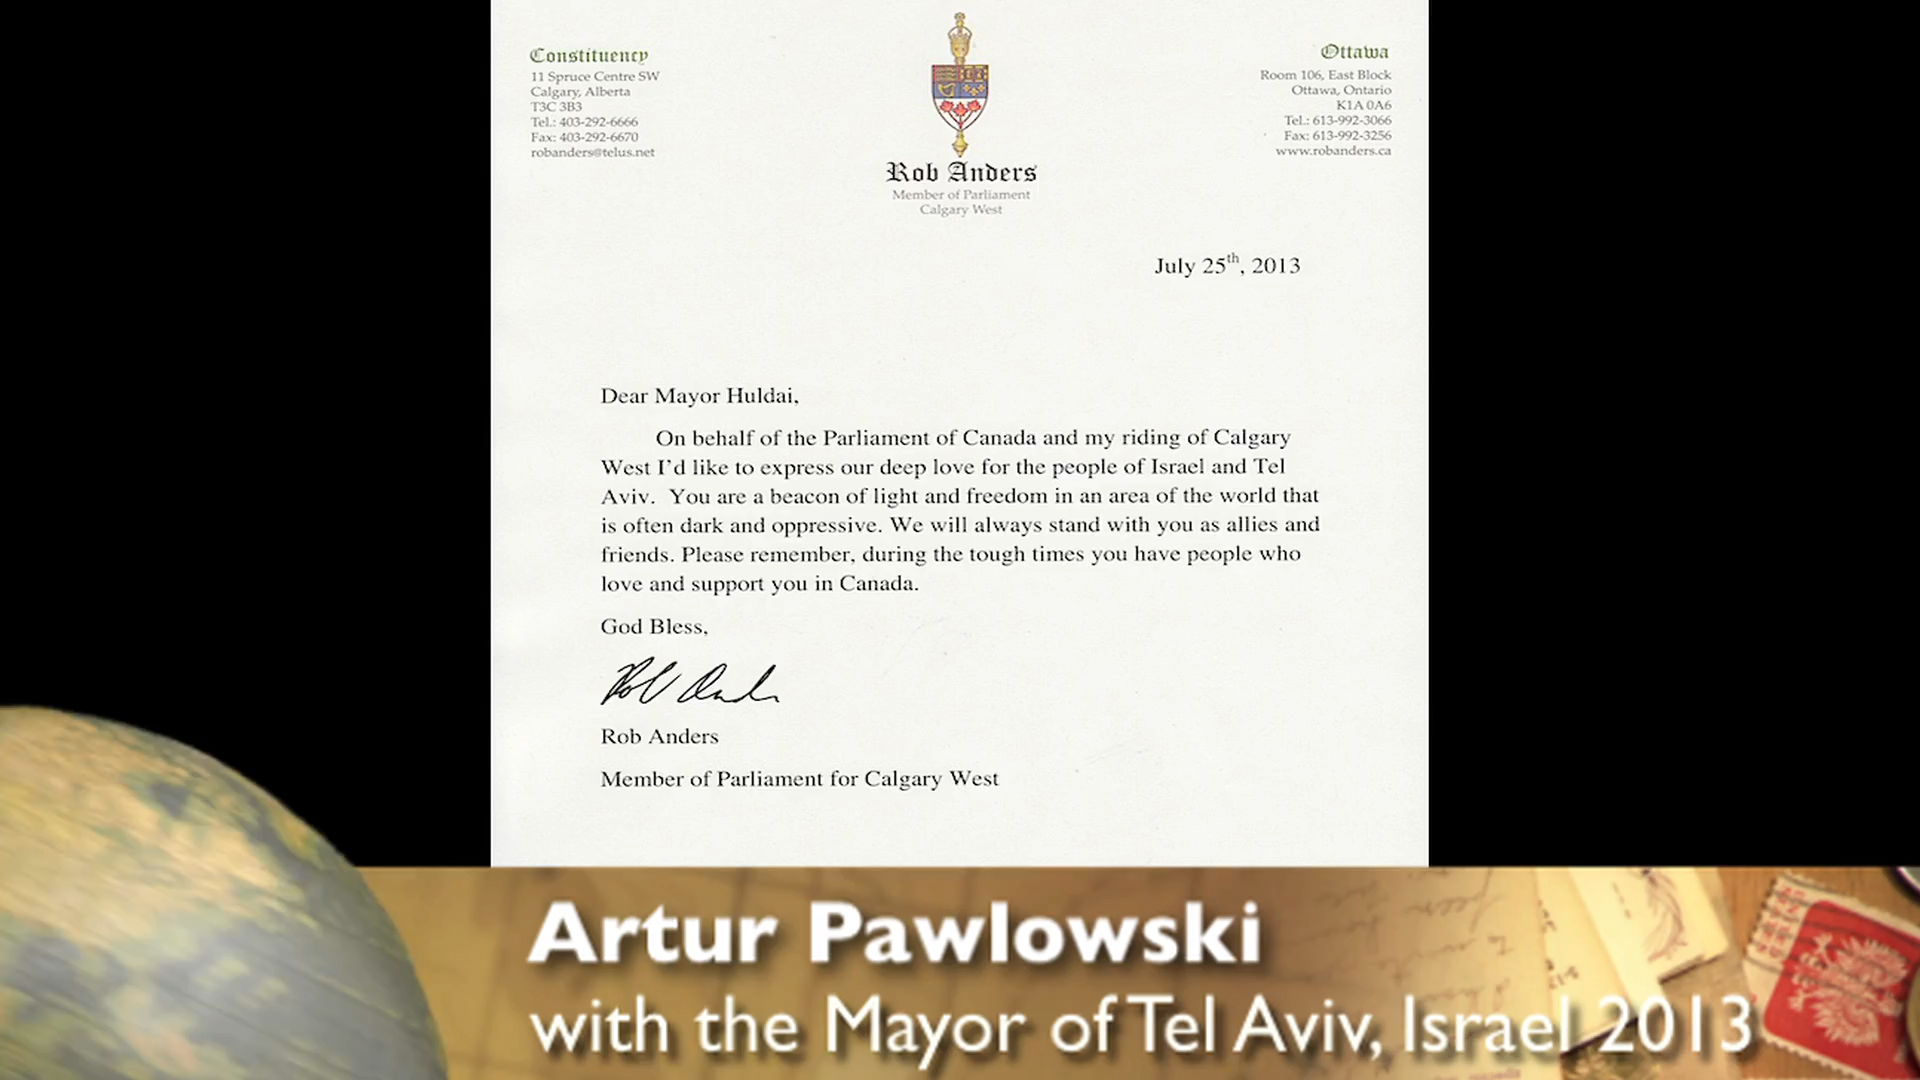 Constituency
11 Spruce Centre SW
Calgary, Alberta
T3C 3B3
Tel.: 403-292-6666
Fax: 403-292-6670
robanders@telus.net
Ottawa
Room 106, East Block
Ottawa, Ontario
K1A 0A6
Tel.: 613-992-3066
Fax: 613-992-3256
www.robanders.ca
Rob Anders
Member of Parliament
Calgary West
July 25th, 2013
Dear Mayor Huldai,
On behalf of the Parliament of Canada and my riding of Calgary
West I'd like to express our deep love for the people of Israel and Tel
Aviv.  You are a beacon of light and freedom in an area of the world that
is often dark and oppressive. We will always stand with you as allies and
friends. Please remember, during the tough times you have people who
love and support you in Canada.
God Bless,
Rob Anders
Member of Parliament for Calgary West
Artur Pawlowski
with the Mayor of Tel Aviv, Israel 2013